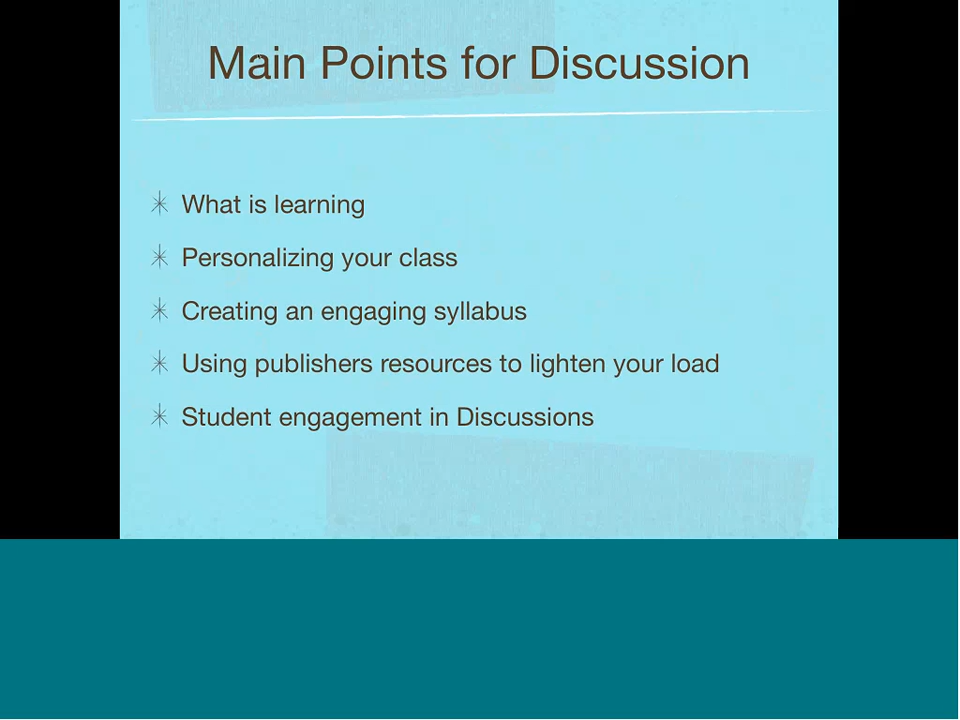 Main Points for Discussion
What is learning
Personalizing your class
Creating an engaging syllabus
Using publishers resources to lighten your load
Student engagement in Discussions